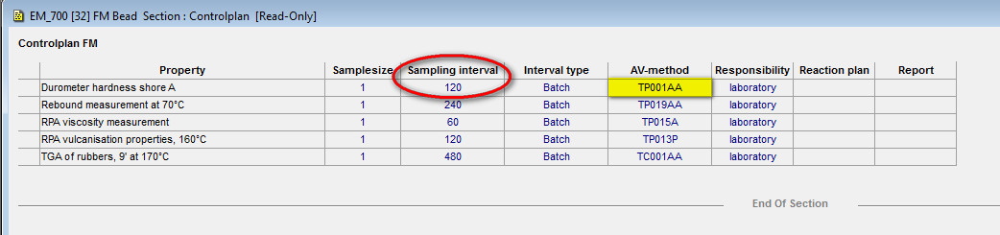 EM_700 [32] FM Bead Section : Controlplan [Read-Only]
Controlplan FM
Property Samplesize Sampling interval Interval type AV-method Responsibility Reaction plan Report
Durometer hardness shore A 1 120 Batch TP001AA laboratory
Rebound measurement at 70°C 1 240 Batch TP019AA laboratory
RPA viscosity measurement 1 60 Batch TP015A laboratory
RPA vulcanisation properties, 160°C 1 120 Batch TP013P laboratory
TGA of rubbers, 9' at 170°C 1 480 Batch TC001AA laboratory
End Of Section